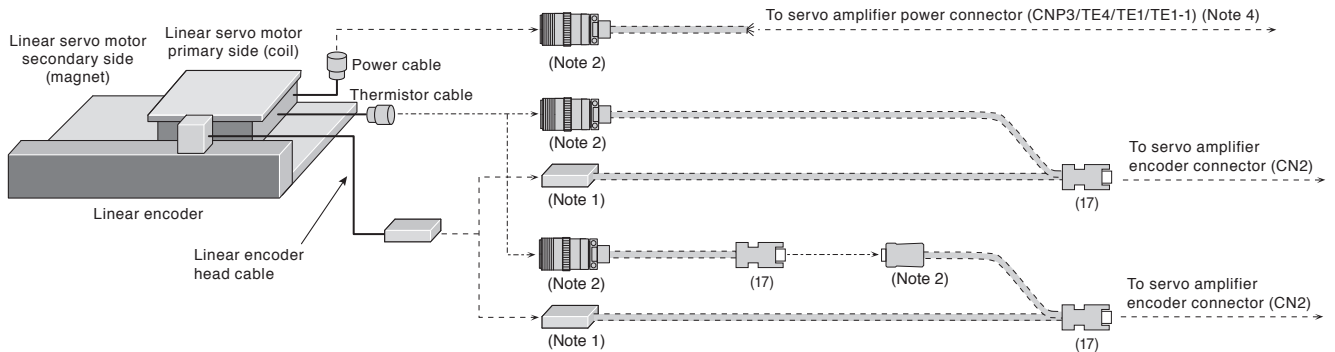 To servo amplifier power connector (CNP3/TE4/TE1/TE1-1) (Note 4)
Linear servo motor
secondary side
(magnet)
Linear servo motor
primary side (coil)
Power cable
(Note 2)
Thermistor cable
(Note 2)
To servo amplifier
encoder connector (CN2)
(Note 1)
(17)
Linear encoder
Linear encoder
head cable
(Note 2)
(17)
(Note 2)
To servo amplifier
encoder connector (CN2)
(Note 1)
(17)